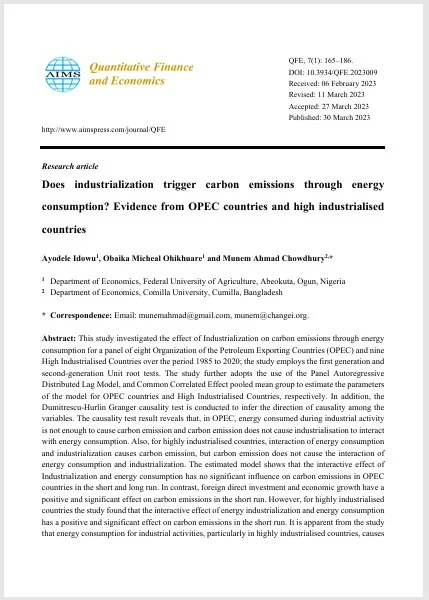 AIMS
Quantitative Finance
and Economics
QFE, 7(1): 165–186.
DOI: 10.3934/QFE.2023009
Received: 06 February 2023
Revised: 11 March 2023
Accepted: 27 March 2023
Published: 30 March 2023
http://www.aimspress.com/journal/QFE
Research article
Does industrialization trigger carbon emissions through energy
consumption? Evidence from OPEC countries and high industrialised
countries
Ayodele Idowu1, Obaika Micheal Ohikhuare1 and Munem Ahmad Chowdhury2,*
1 Department of Economics, Federal University of Agriculture, Abeokuta, Ogun, Nigeria
2 Department of Economics, Comilla University, Cumilla, Bangladesh
* Correspondence: Email: munemahmad@gmail.com, munem@changei.org.
Abstract: This study investigated the effect of Industrialization on carbon emissions through energy
consumption for a panel of eight Organization of the Petroleum Exporting Countries (OPEC) and nine
High Industrialised Countries over the period 1985 to 2020; the study employs the first generation and
second-generation Unit root tests. The study further adopts the use of the Panel Autoregressive
Distributed Lag Model, and Common Correlated Effect pooled mean group to estimate the parameters
of the model for OPEC countries and High Industrialised Countries, respectively. In addition, the
Dumitrescu-Hurlin Granger causality test is conducted to infer the direction of causality among the
variables. The causality test result reveals that, in OPEC, energy consumed during industrial activity
is not enough to cause carbon emission and carbon emission does not cause industrialisation to interact
with energy consumption. Also, for highly industrialised countries, interaction of energy consumption
and industrialization causes carbon emission, but carbon emission does not cause the interaction of
energy consumption and industrialization. The estimated model shows that the interactive effect of
Industrialization and energy consumption has no significant influence on carbon emissions in OPEC
countries in the short and long run. In contrast, foreign direct investment and economic growth have a
positive and significant effect on carbon emissions in the short run. However, for highly industrialised
countries the study found that the interactive effect of energy industrialization and energy consumption
has a positive and significant effect on carbon emissions in the short run. It is apparent from the study
that energy consumption for industrial activities, particularly in highly industrialised countries, causes